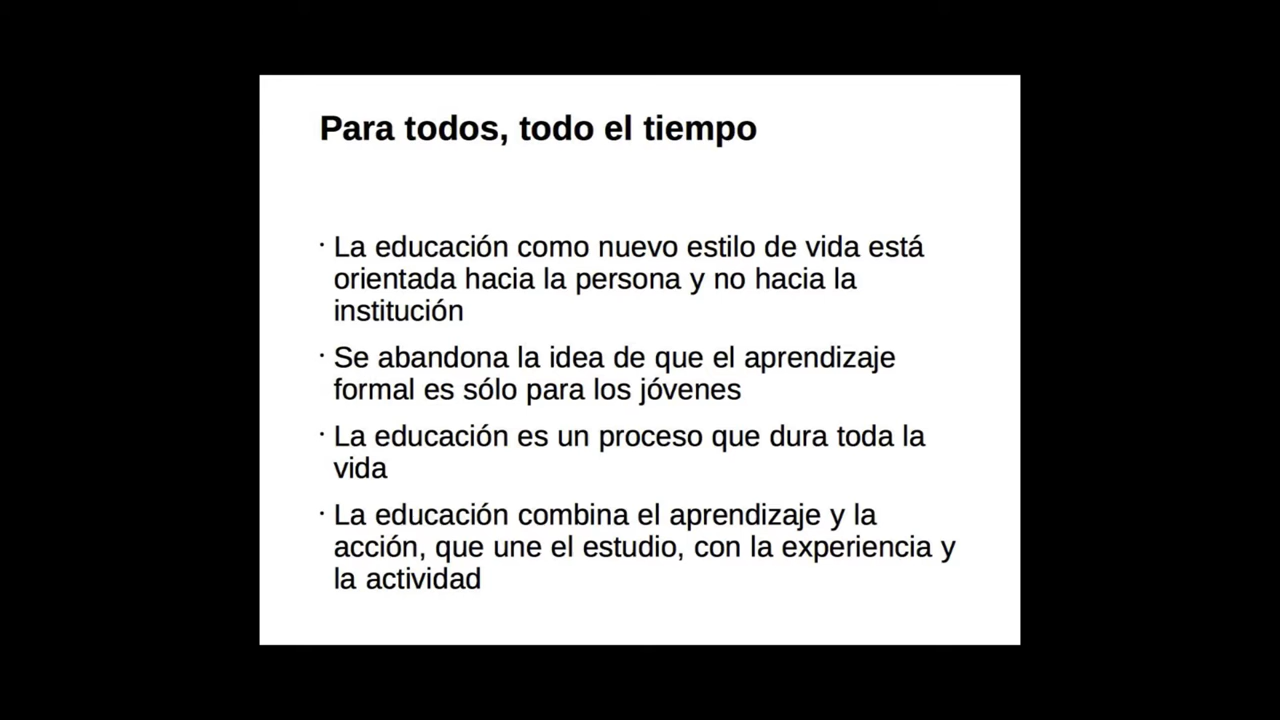 Para todos, todo el tiempo
· La educación como nuevo estilo de vida está
orientada hacia la persona y no hacia la
institución
· Se abandona la idea de que el aprendizaje
formal es sólo para los jóvenes
· La educación es un proceso que dura toda la
vida
· La educación combina el aprendizaje y la
acción, que une el estudio, con la experiencia y
la actividad